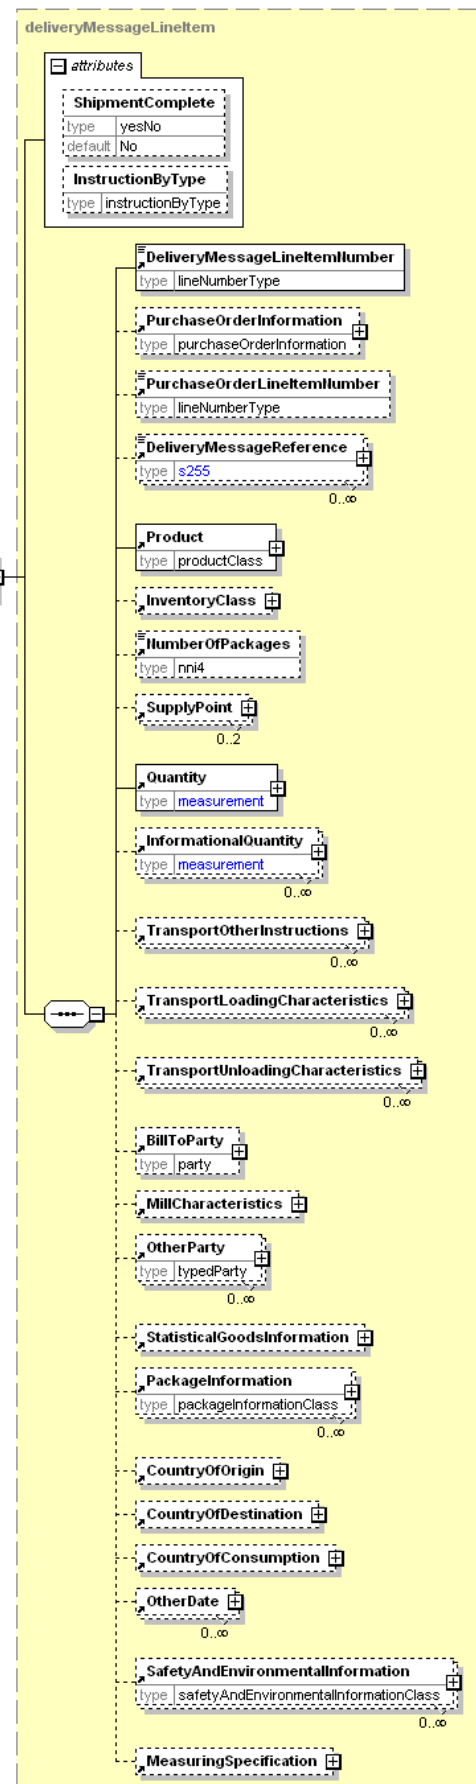 deliveryMessageLineItem
attributes
ShipmentComplete
type yesNo
default No
InstructionByType
type instructionByType
DeliveryMessageLineItemNumber
type lineNumberType
PurchaseOrderInformation
type purchaseOrderInformation
PurchaseOrderLineItemNumber
type lineNumberType
DeliveryMessageReference
type s255
0..∞
Product
type productClass
InventoryClass
NumberOfPackages
type nni4
SupplyPoint
0..2
Quantity
type measurement
InformationalQuantity
type measurement
0..∞
TransportOtherInstructions
0..∞
TransportLoadingCharacteristics
0..∞
TransportUnloadingCharacteristics
0..∞
BillToParty
type party
MillCharacteristics
OtherParty
type typedParty
0..∞
StatisticalGoodsInformation
PackageInformation
type packageInformationClass
0..∞
CountryOfOrigin
CountryOfDestination
CountryOfConsumption
OtherDate
0..∞
SafetyAndEnvironmentalInformation
type safetyAndEnvironmentalInformationClass
0..∞
MeasuringSpecification